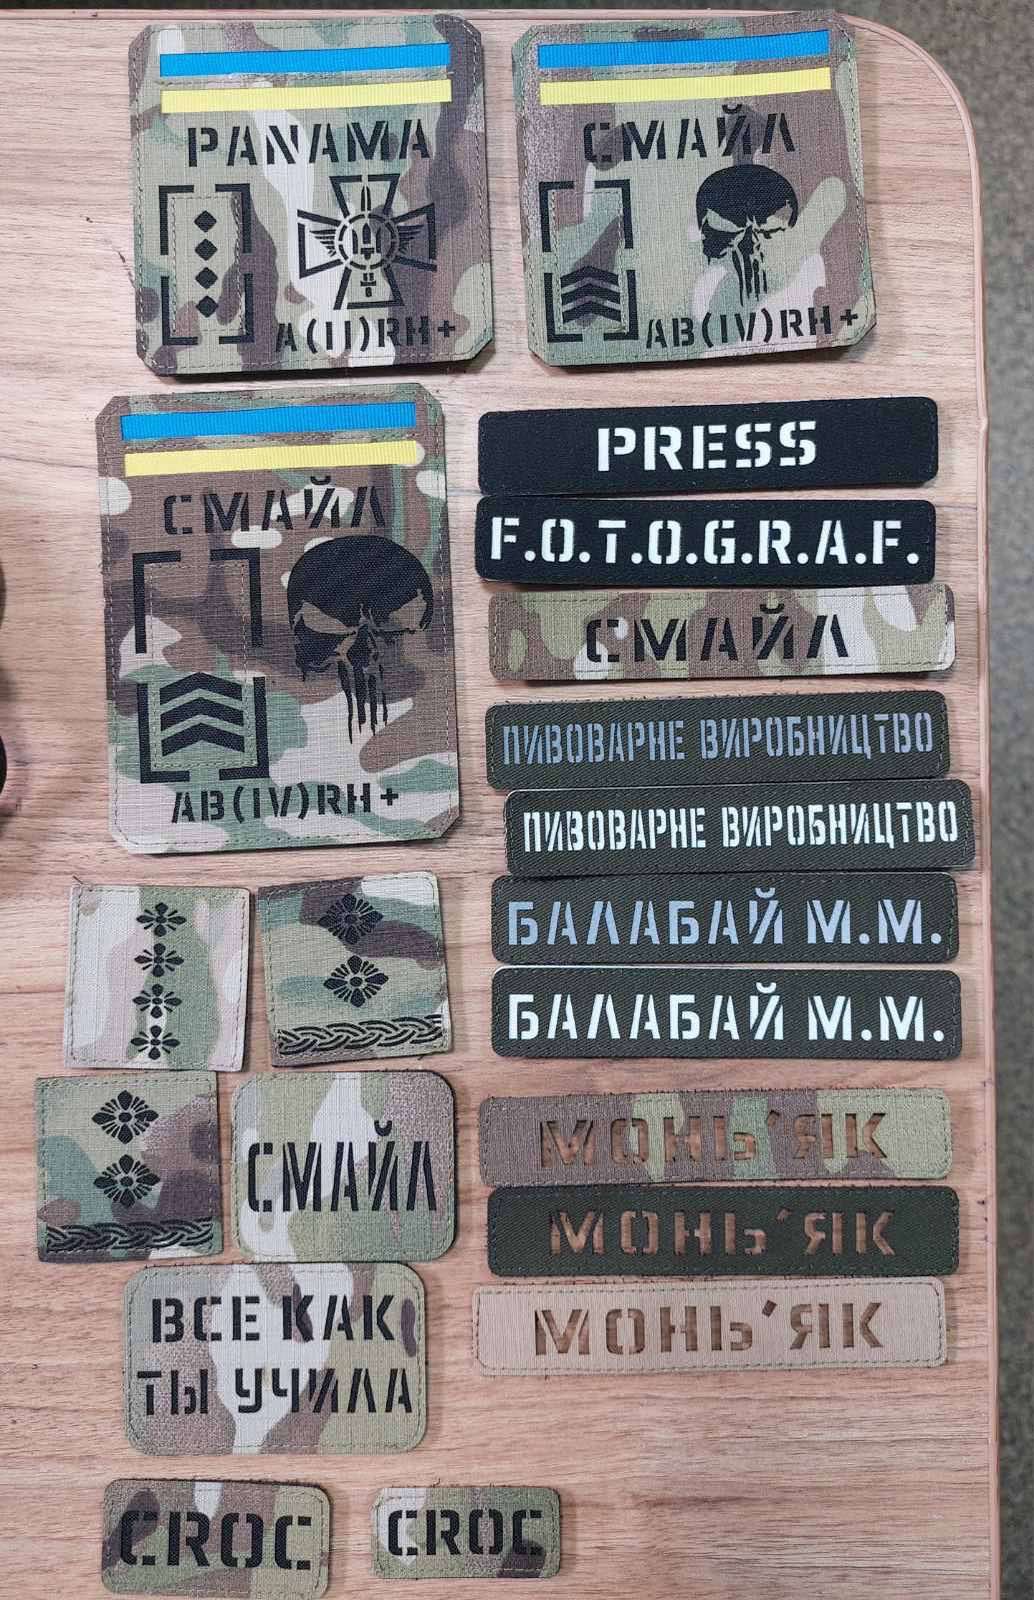 PANAMA
A(II)RH+
СМАЙЛ
AB(IV)RH+
СМАЙЛ
AB(IV)RH+
PRESS
F.O.T.O.G.R.A.F.
СМАЙЛ
ПИВОВАРНЕ ВИРОБНИЦТВО
ПИВОВАРНЕ ВИРОБНИЦТВО
БАЛАБАЙ М.М.
БАЛАБАЙ М.М.
МОНЬ'ЯК
МОНЬ'ЯК
МОНЬ'ЯК
СМАЙЛ
ВСЕ КАК
ТЫ УЧИЛА
CROC
CROC